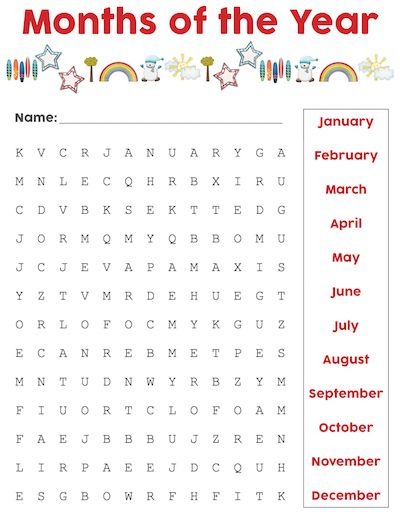 Months of the Year
Name:
K V C R J A N U A R Y G A
M N L E C Q H R B X I R U
C D V B K S E K T T E D G
J O R M Q M Y Q B B O M U
J C J E V A P A M A X I S
Y Z T V M R D E H U E G T
O R L O F O C M Y K G U Z
E C A N R E B M E T P E S
M N T U D N W Y R B Z Y M
F I U O R T C L O F O A M
F A E J B B B U J Z R E N
L I R P A E E J D C Q U H
E S G B O W R F H F I T K
January
February
March
April
May
June
July
August
September
October
November
December